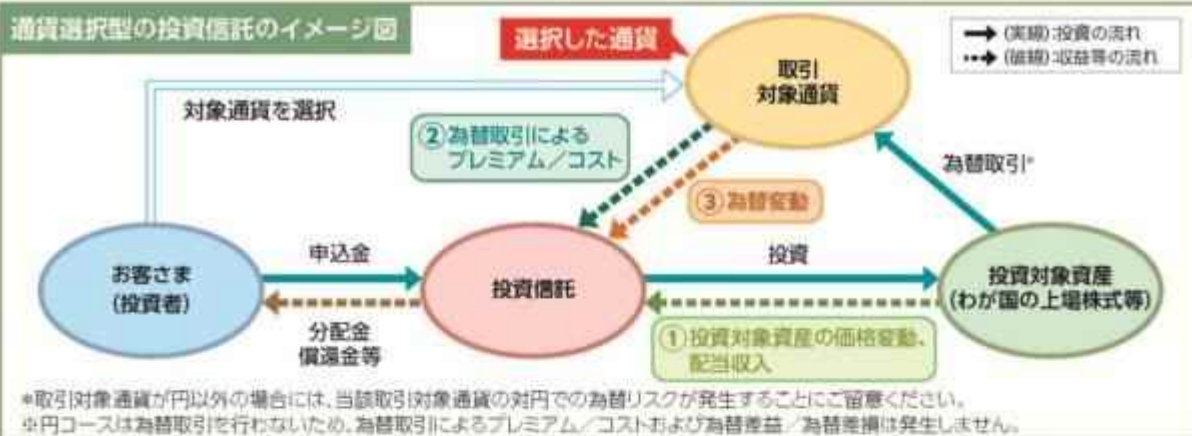 通貨選択型の投資信託のイメージ図
選択した通貨
(実線):投資の流れ
(破線):収益等の流れ
取引
対象通貨
対象通貨を選択
②為替取引による
プレミアム/コスト
為替取引*
③為替変動
お客さま
(投資者)
申込金
投資信託
投資
投資対象資産
(わが国の上場株式等)
分配金
償還金等
①投資対象資産の価格変動、
配当収入
*取引対象通貨が円以外の場合には、当該取引対象通貨の対円での為替リスクが発生することにご留意ください。
※円コースは為替取引を行わないため、為替取引によるプレミアム/コストおよび為替差益/為替差損は発生しません。